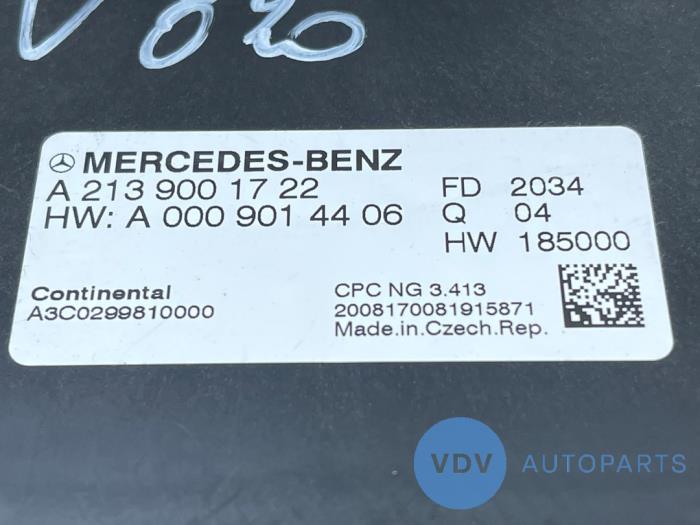 V 020
MERCEDES-BENZ
A 213 900 17 22
HW: A 000 901 44 06
FD 2034
Q 04
HW 185000
Continental
A3C0299810000
CPC NG 3.413
2008170081915871
Made.in.Czech.Rep.
VDV AUTOPARTS